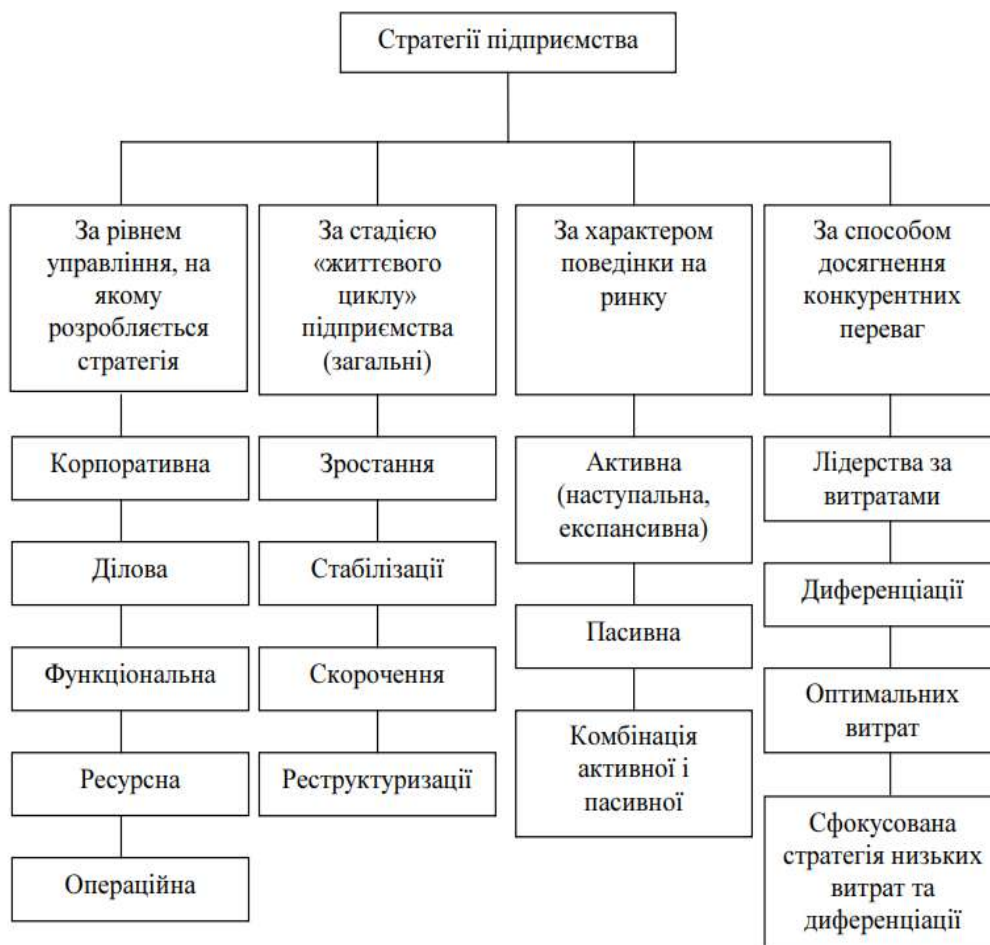 Стратегії підприємства
За рівнем
управління, на
якому
розробляється
стратегія
За стадією
«життєвого
циклу»
підприємства
(загальні)
За характером
поведінки на
ринку
За способом
досягнення
конкурентних
переваг
Корпоративна
Ділова
Функціональна
Ресурсна
Операційна
Зростання
Стабілізації
Скорочення
Реструктуризації
Активна
(наступальна,
експансивна)
Пасивна
Комбінація
активної і
пасивної
Лідерства за
витратами
Диференціації
Оптимальних
витрат
Сфокусована
стратегія низьких
витрат та
диференціації